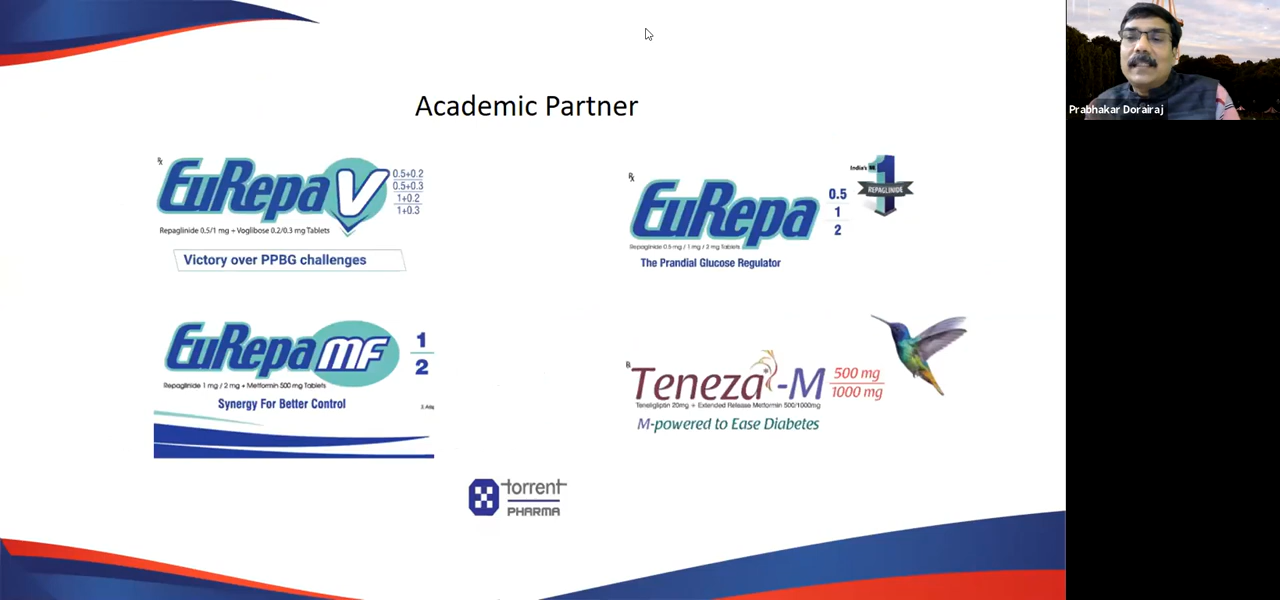 Academic Partner
Rx
EuRepa V
0.5+0.2
0.5+0.3
1+0.2
1+0.3
Repaglinide 0.5/1 mg + Voglibose 0.2/0.3 mg Tablets
Victory over PPBG challenges
Rx
EuRepa
0.5
1
2
India's
1
REPAGLINIDE
Repaglinide 0.5 mg / 1 mg / 2 mg Tablets
The Prandial Glucose Regulator
EuRepa MF
1
2
Repaglinide 1 mg / 2 mg + Metformin 500 mg Tablets
Synergy For Better Control
Rx
Teneza-M
500 mg
1000 mg
Teneligliptin 20mg + Extended Release Metformin 500/1000mg
M-powered to Ease Diabetes
torrent
PHARMA
Prabhakar Dorairaj